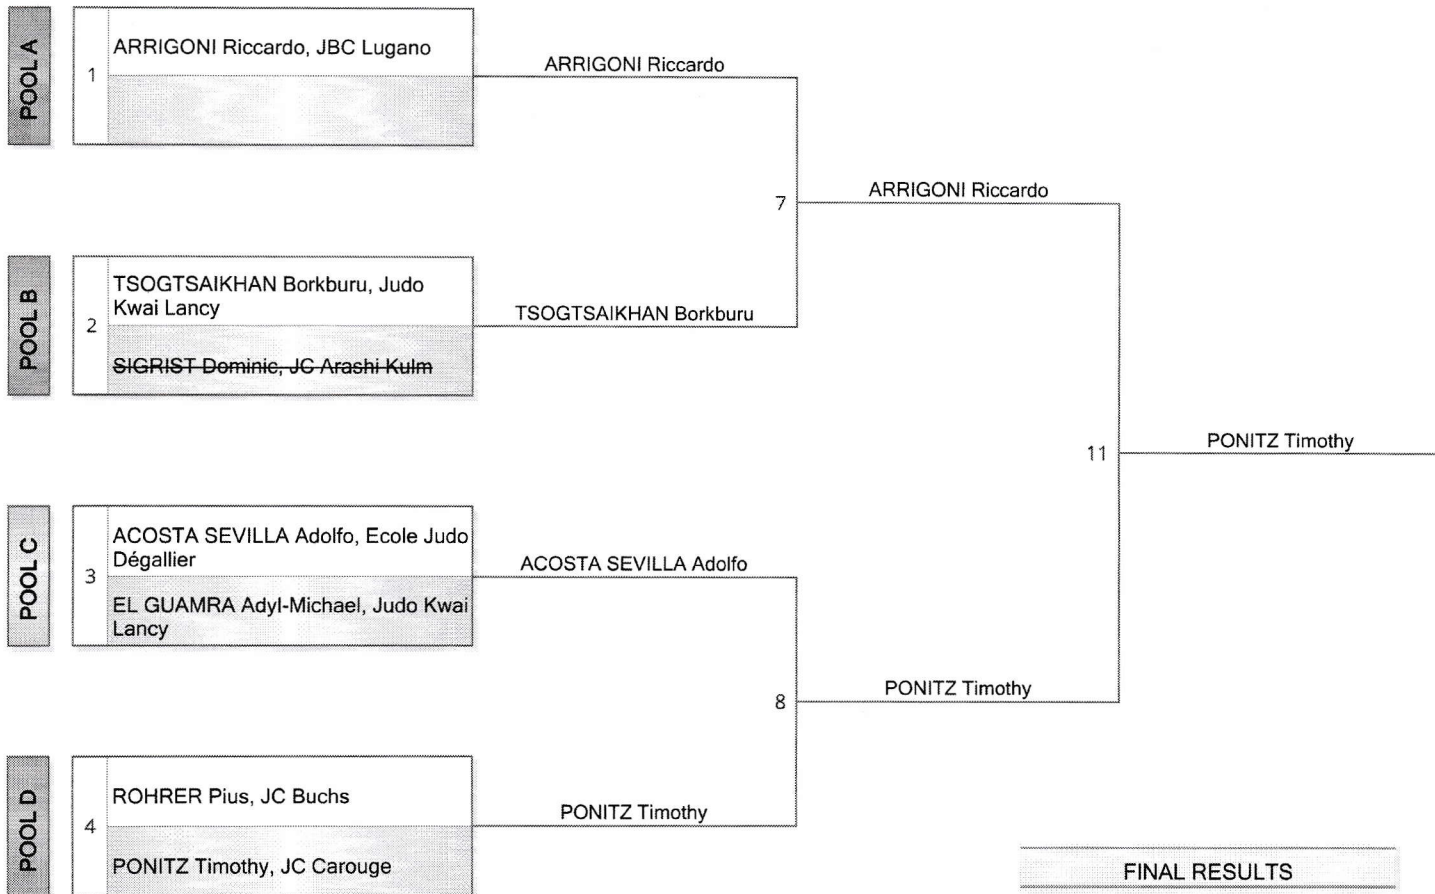 POOL A
1
ARRIGONI Riccardo, JBC Lugano
ARRIGONI Riccardo
7
ARRIGONI Riccardo
POOL B
2
TSOGTSAIKHAN Borkburu, Judo
Kwai Lancy
SIGRIST Dominic, JC Arashi Kulm
TSOGTSAIKHAN Borkburu
11
PONITZ Timothy
POOL C
3
ACOSTA SEVILLA Adolfo, Ecole Judo
Dégallier
EL GUAMRA Adyl-Michael, Judo Kwai
Lancy
ACOSTA SEVILLA Adolfo
8
PONITZ Timothy
POOL D
4
ROHRER Pius, JC Buchs
PONITZ Timothy, JC Carouge
PONITZ Timothy
FINAL RESULTS